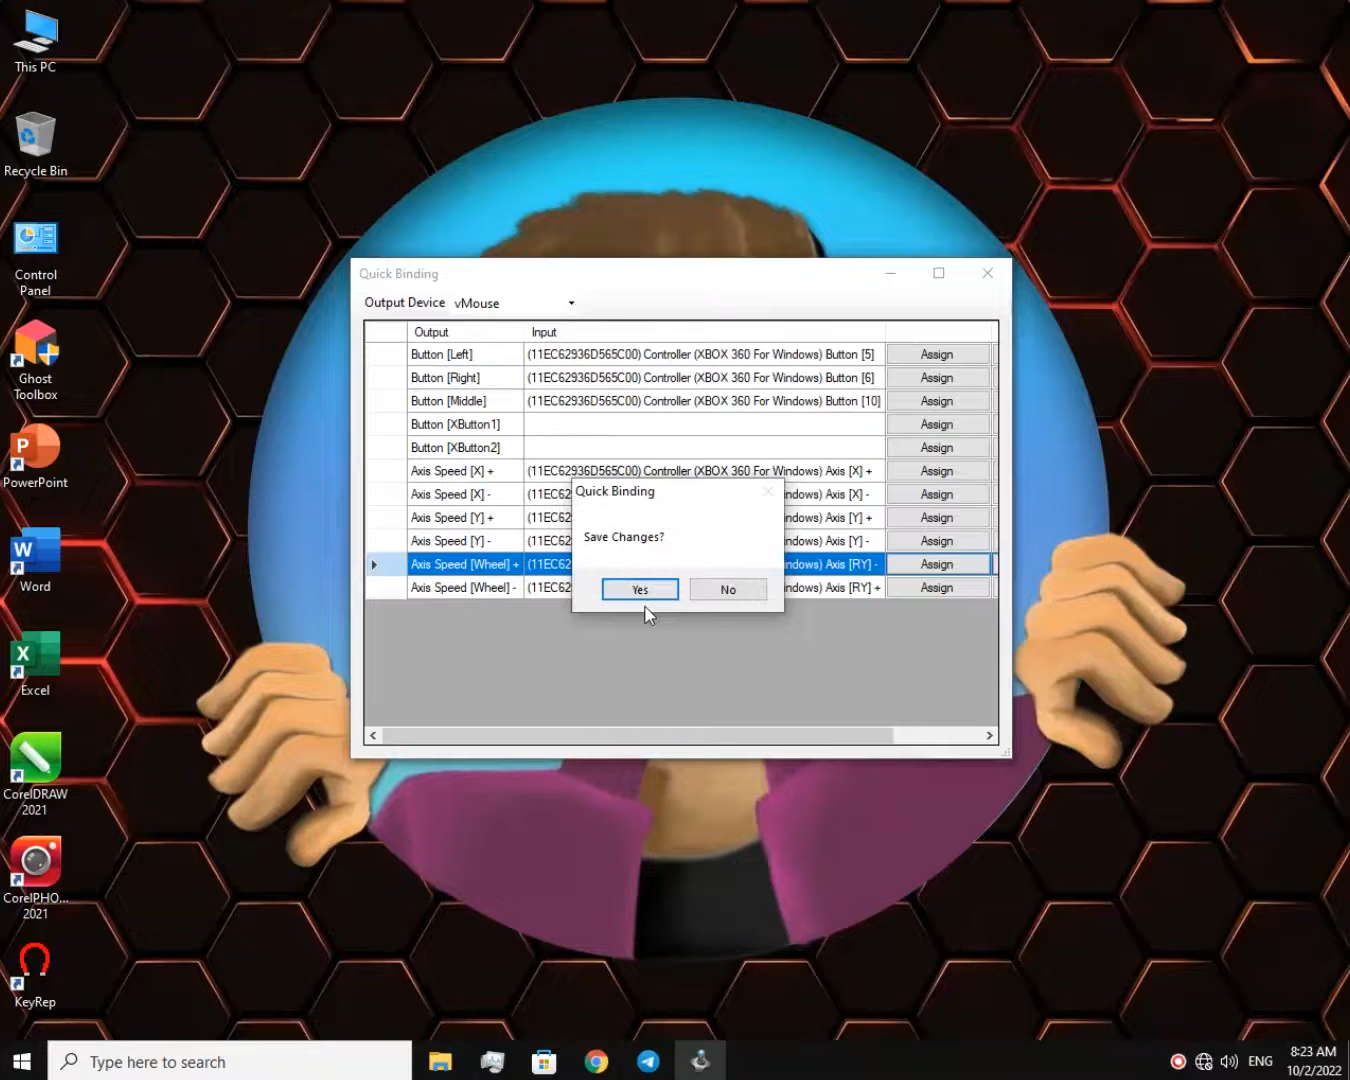 This PC
Recycle Bin
Control
Panel
Ghost
Toolbox
P
PowerPoint
W
Word
X
Excel
CorelDRAW
2021
CorelPHO...
2021
KeyRep
Quick Binding
Output Device vMouse
Output Input
Button [Left] (11EC62936D565C00) Controller (XBOX 360 For Windows) Button [5] Assign
Button [Right] (11EC62936D565C00) Controller (XBOX 360 For Windows) Button [6] Assign
Button [Middle] (11EC62936D565C00) Controller (XBOX 360 For Windows) Button [10] Assign
Button [XButton1] Assign
Button [XButton2] Assign
Axis Speed [X] + (11EC62936D565C00) Controller (XBOX 360 For Windows) Axis [X] + Assign
Axis Speed [X] - (11EC62 indows) Axis [X] - Assign
Axis Speed [Y] + (11EC62 indows) Axis [Y] + Assign
Axis Speed [Y] - (11EC62 indows) Axis [Y] - Assign
Axis Speed [Wheel] + (11EC62 indows) Axis [RY] - Assign
Axis Speed [Wheel] - (11EC62 indows) Axis [RY] + Assign
Quick Binding
Save Changes?
Yes No
Type here to search
ENG
8:23 AM
10/2/2022